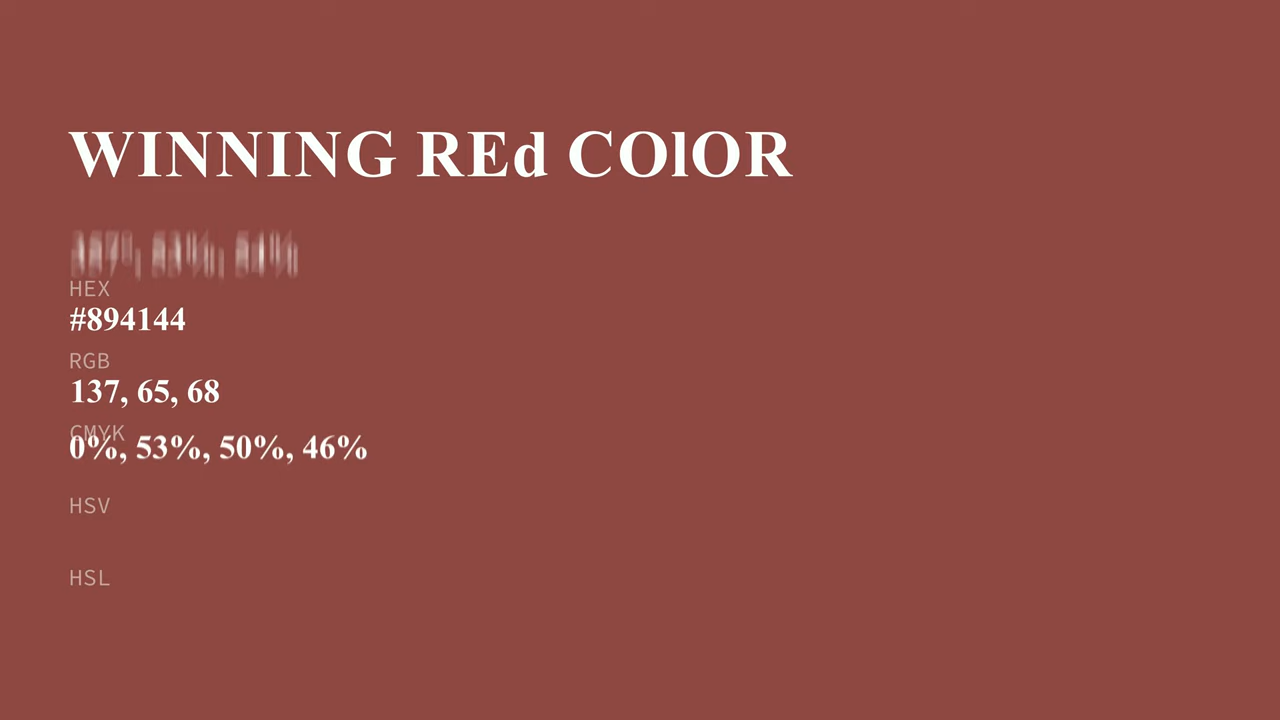 WINNING REd COlOR
HEX
#894144
RGB
137, 65, 68
CMYK
0%, 53%, 50%, 46%
HSV
HSL